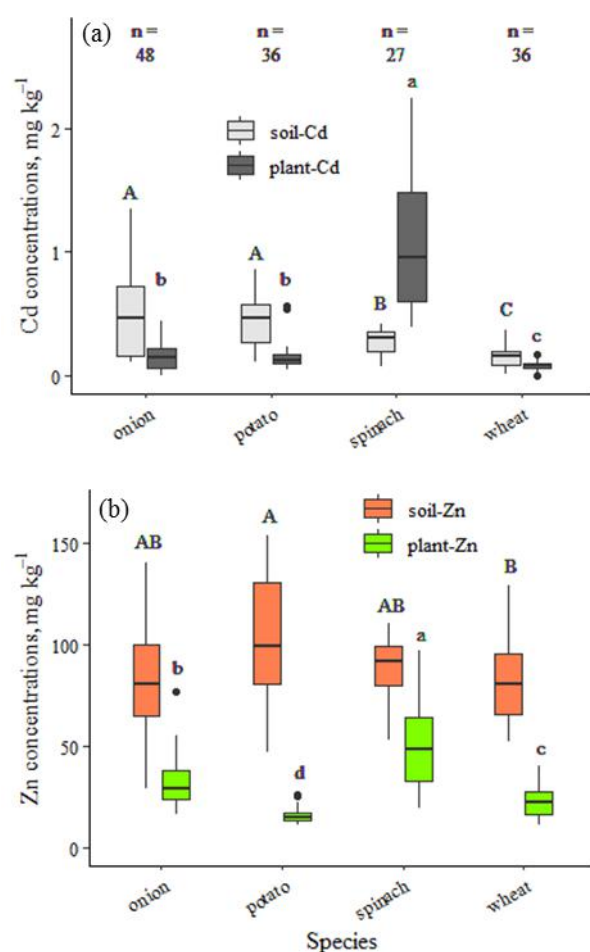 (a)
n = n = n = n =
48 36 27 36
Cd concentrations, mg kg⁻¹
2
1
0
soil-Cd
plant-Cd
A b A b B a C c
onion potato spinach wheat
(b)
Zn concentrations, mg kg⁻¹
150
100
50
0
soil-Zn
plant-Zn
AB b A d AB a B c
onion potato spinach wheat
Species